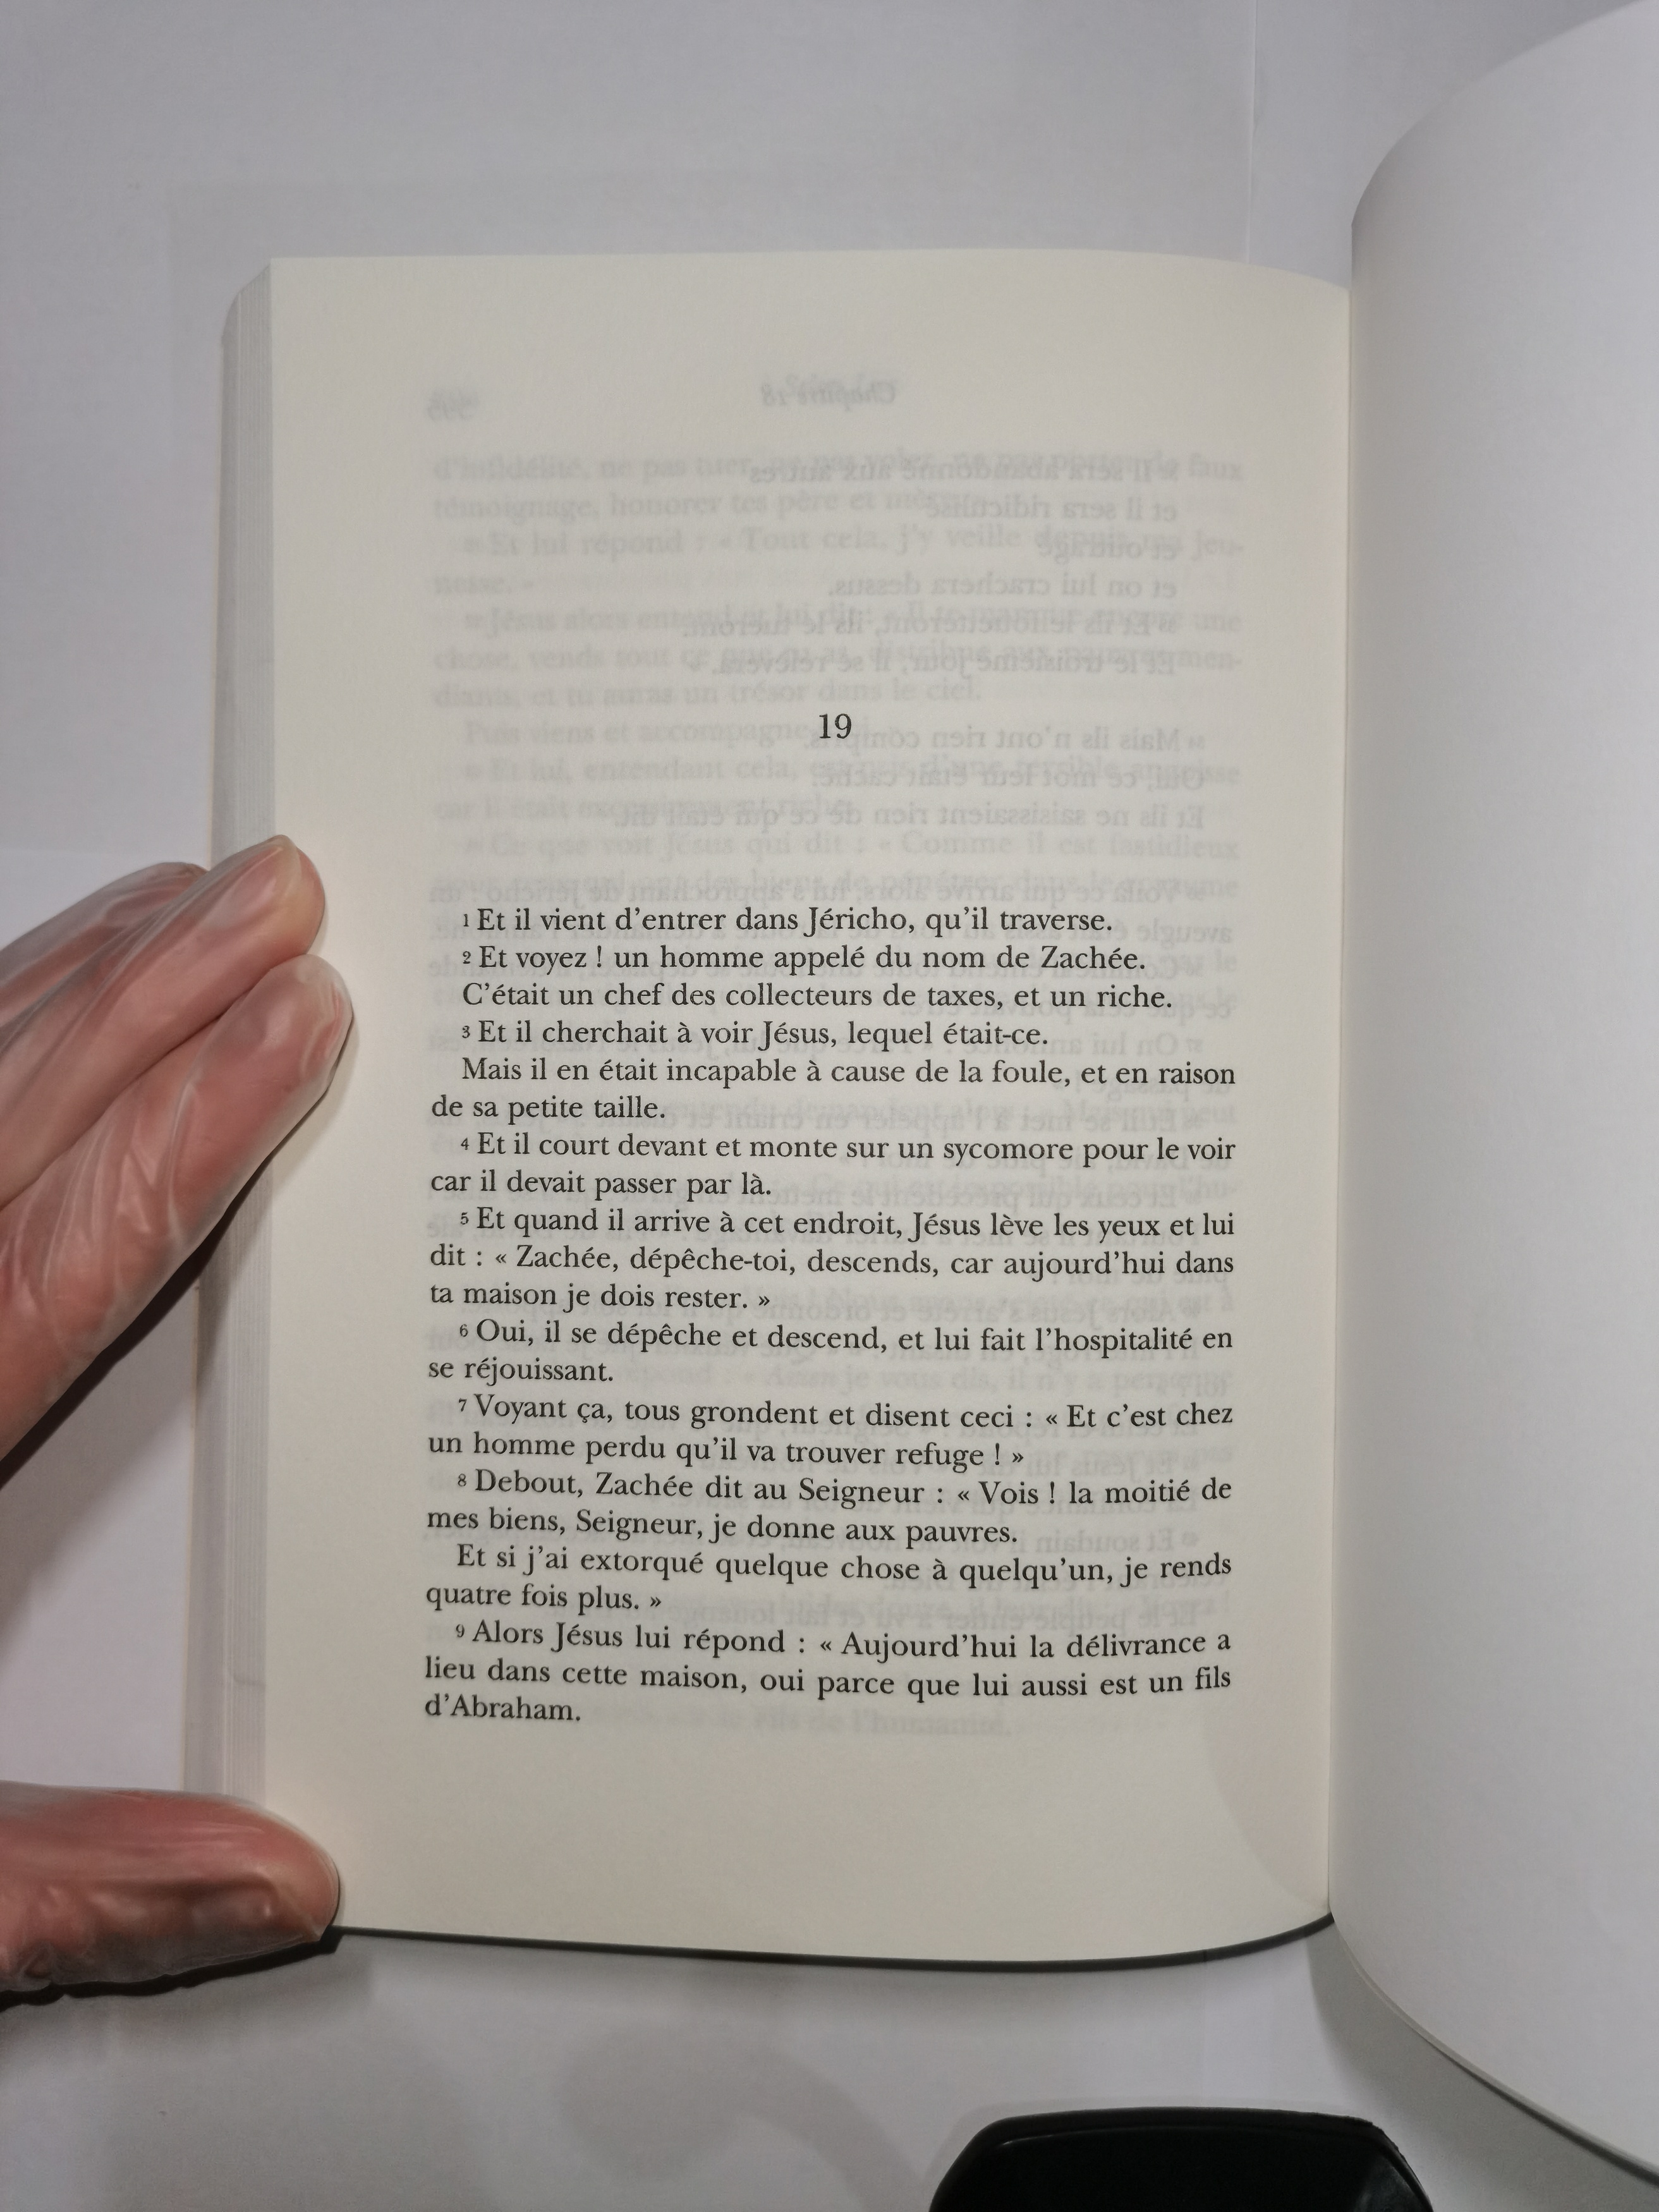 19
1 Et il vient d'entrer dans Jéricho, qu'il traverse.
2 Et voyez ! un homme appelé du nom de Zachée.
C'était un chef des collecteurs de taxes, et un riche.
3 Et il cherchait à voir Jésus, lequel était-ce.
Mais il en était incapable à cause de la foule, et en raison
de sa petite taille.
4 Et il court devant et monte sur un sycomore pour le voir
car il devait passer par là.
5 Et quand il arrive à cet endroit, Jésus lève les yeux et lui
dit : « Zachée, dépêche-toi, descends, car aujourd'hui dans
ta maison je dois rester. »
6 Oui, il se dépêche et descend, et lui fait l'hospitalité en
se réjouissant.
7 Voyant ça, tous grondent et disent ceci : « Et c'est chez
un homme perdu qu'il va trouver refuge ! »
8 Debout, Zachée dit au Seigneur : « Vois ! la moitié de
mes biens, Seigneur, je donne aux pauvres.
Et si j'ai extorqué quelque chose à quelqu'un, je rends
quatre fois plus. »
9 Alors Jésus lui répond : « Aujourd'hui la délivrance a
lieu dans cette maison, oui parce que lui aussi est un fils
d'Abraham.